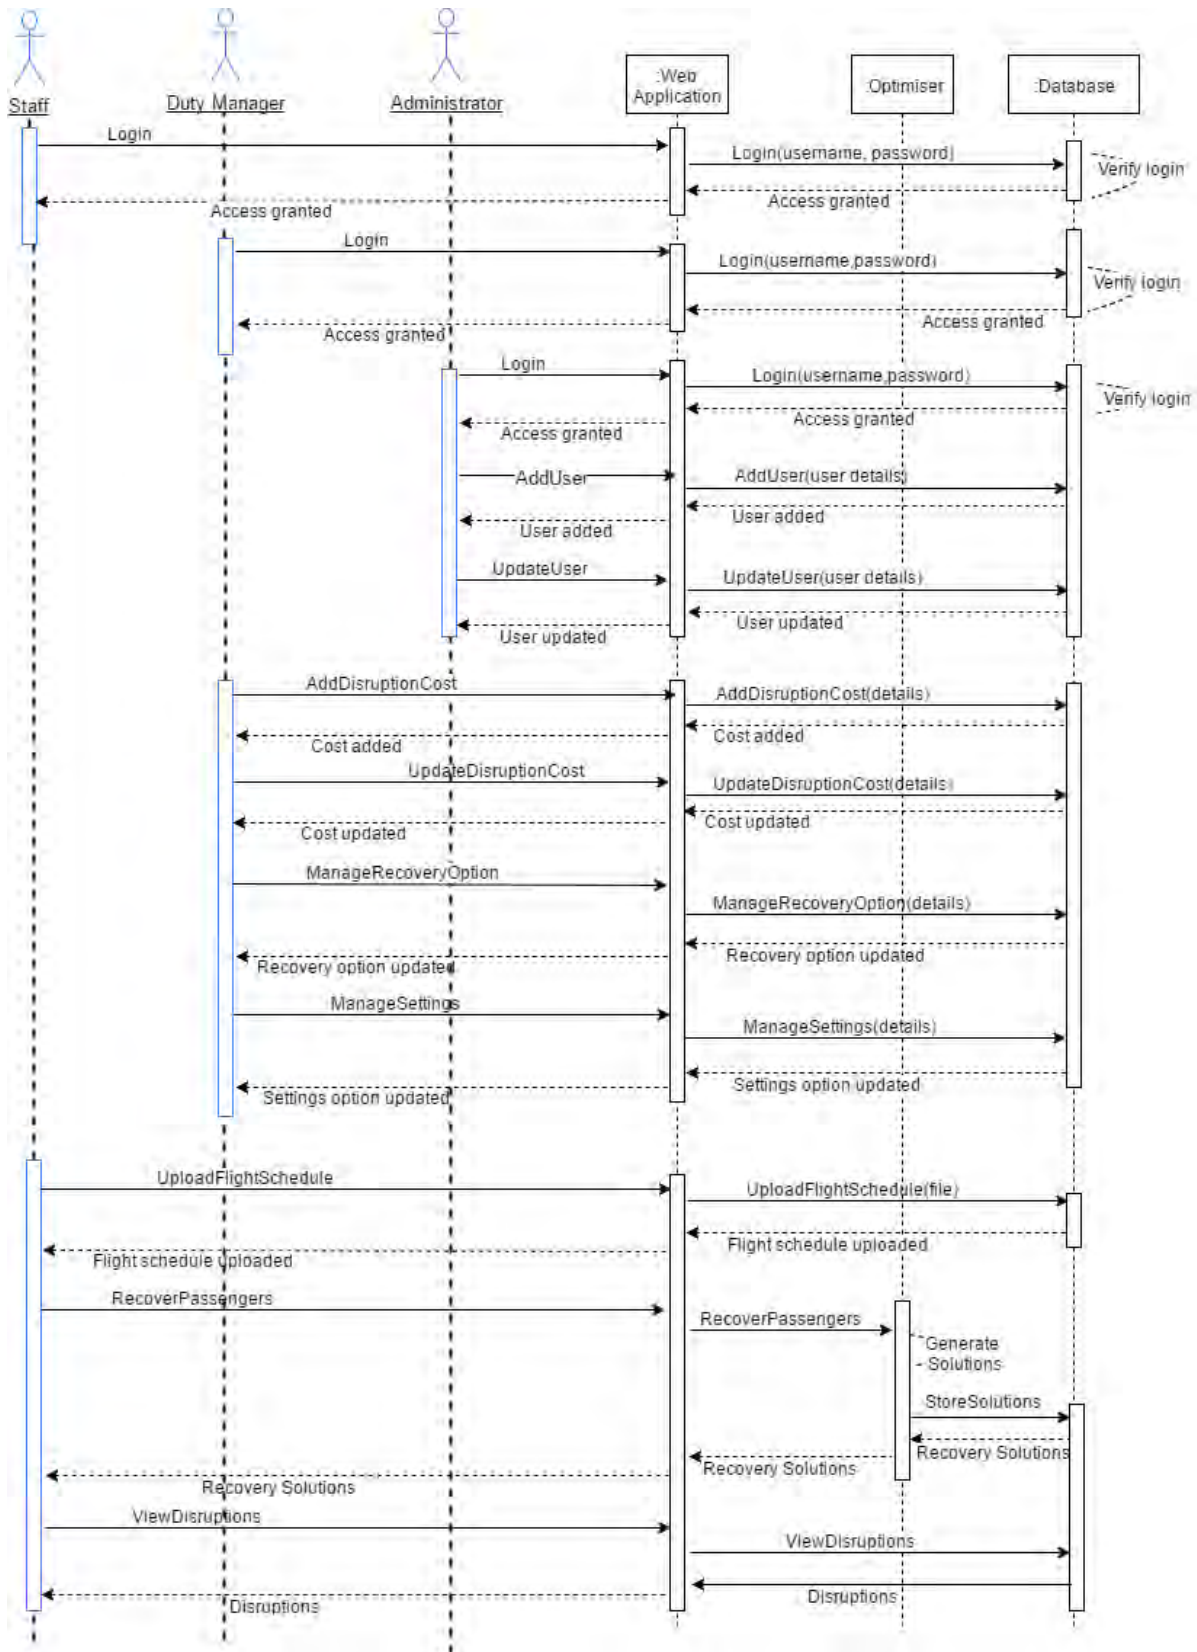 Staff
Duty Manager
Administrator
:Web
Application
:Optimiser
:Database
Login
Login(username, password)
Verify login
Access granted
Access granted
Login
Login(username,password)
Verify login
Access granted
Access granted
Login
Login(username,password)
Verify login
Access granted
Access granted
AddUser
AddUser(user details)
User added
User added
UpdateUser
UpdateUser(user details)
User updated
User updated
AddDisruptionCost
AddDisruptionCost(details)
Cost added
Cost added
UpdateDisruptionCost
UpdateDisruptionCost(details)
Cost updated
Cost updated
ManageRecoveryOption
ManageRecoveryOption(details)
Recovery option updated
Recovery option updated
ManageSettings
ManageSettings(details)
Settings option updated
Settings option updated
UploadFlightSchedule
UploadFlightSchedule(file)
Flight schedule uploaded
Flight schedule uploaded
RecoverPassengers
RecoverPassengers
Generate
Solutions
StoreSolutions
Recovery Solutions
Recovery Solutions
Recovery Solutions
ViewDisruptions
ViewDisruptions
Disruptions
Disruptions